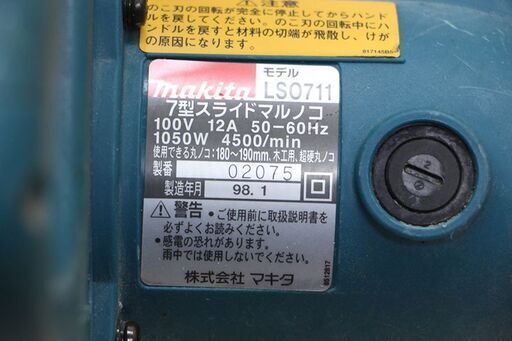 ⚠注意
のこ刃の回転が完全に停止してからハンド
ルを戻してください。のこ刃の回転中にハ
ンドルを戻すと材料の切端が飛散し、けが
の原因になります。
817145B5
makita
モデル
LS0711
7型スライドマルノコ
100V 12A 50-60Hz
1050W 4500/min
使用できる丸ノコ:180~190mm、木工用、超硬丸ノコ
製番 02075
製造年月 98.1
⚠警告 ●ご使用前に取扱説明書を
必ずよくお読みください。
●感電の恐れがあります。
雨中では使用しないでください。
株式会社 マキタ